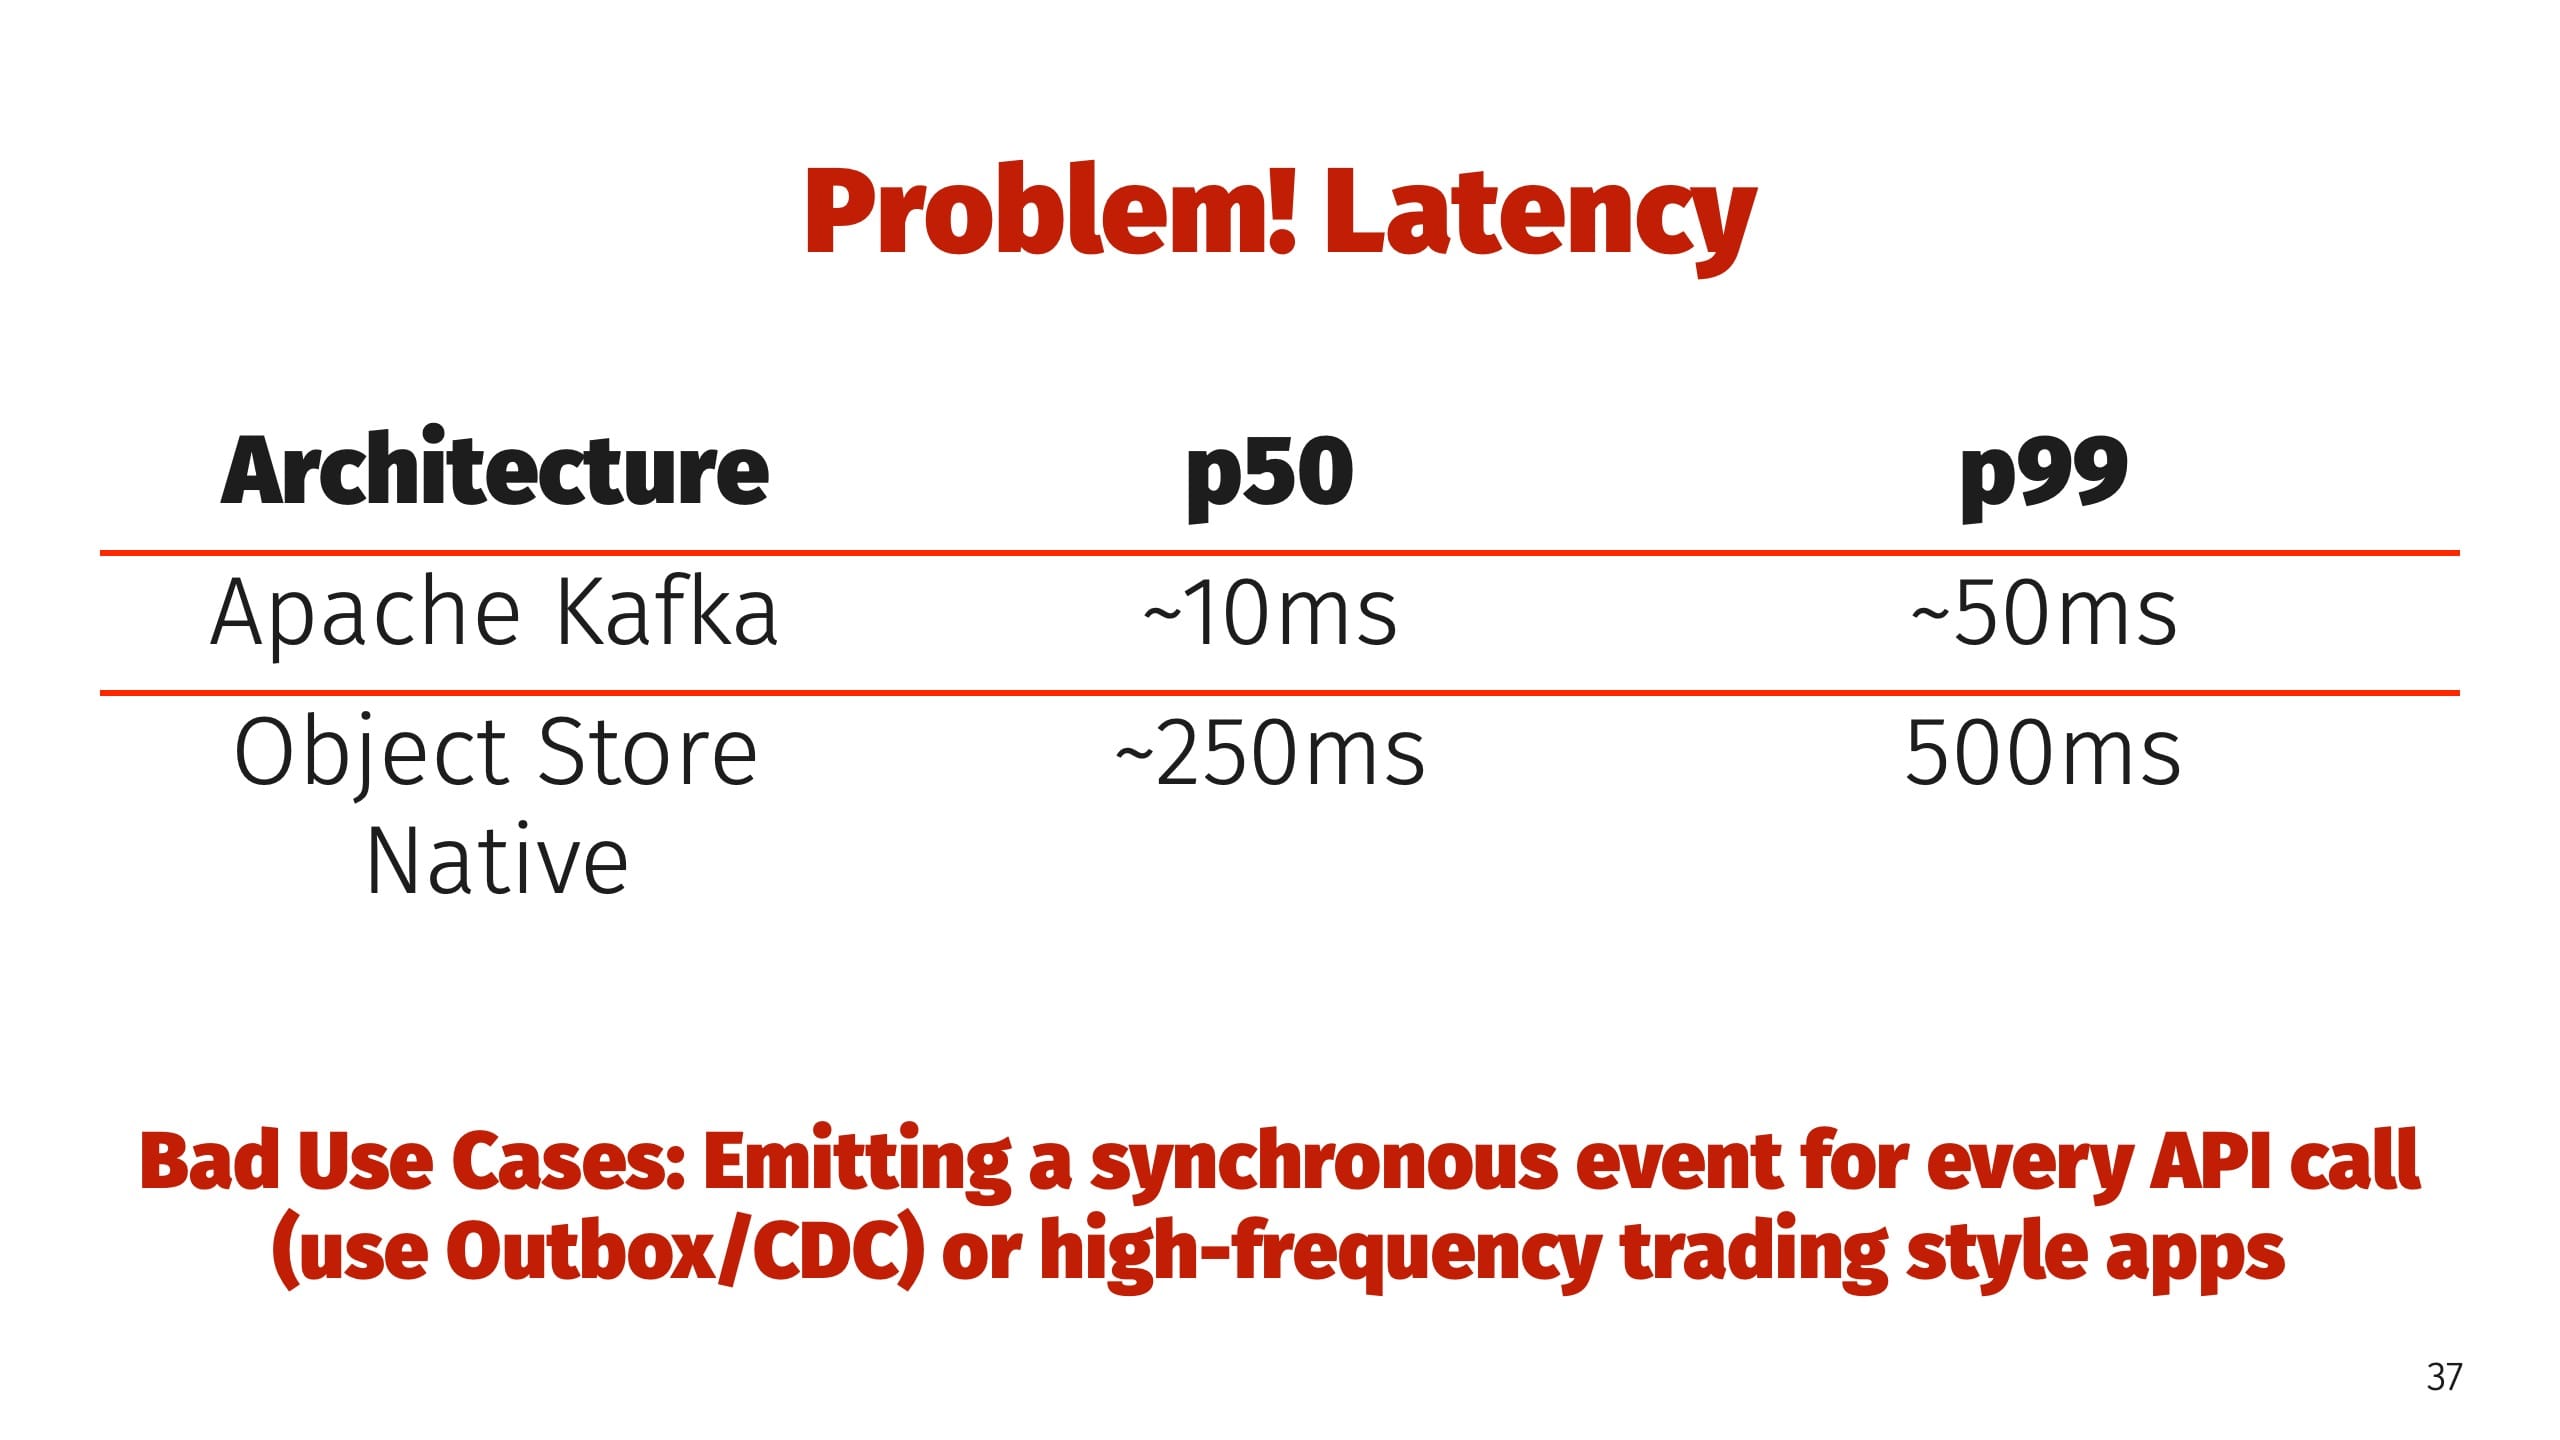 Problem! Latency
Architecture p50 p99
Apache Kafka ~10ms ~50ms
Object Store ~250ms 500ms
Native
Bad Use Cases: Emitting a synchronous event for every API call
(use Outbox/CDC) or high-frequency trading style apps
37